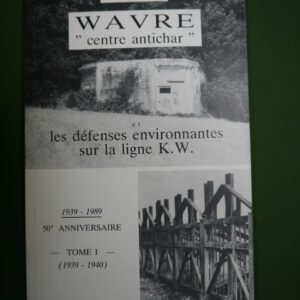 WAVRE
" centre antichar "
et
les défenses environnantes
sur la ligne K.W.
1939 - 1989
50e ANNIVERSAIRE
— TOME I —
(1939 - 1940)